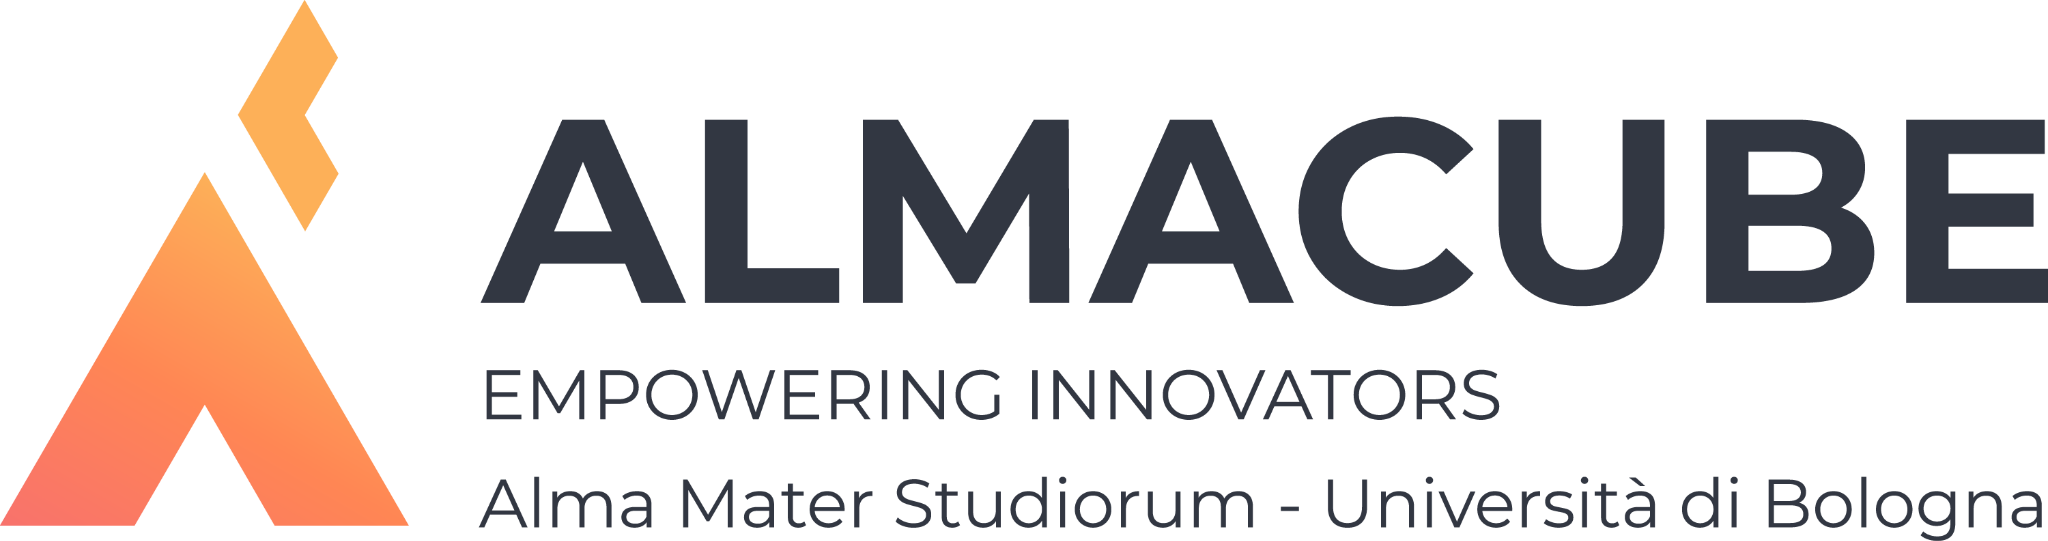 ALMACUBE
EMPOWERING INNOVATORS
Alma Mater Studiorum - Università di Bologna